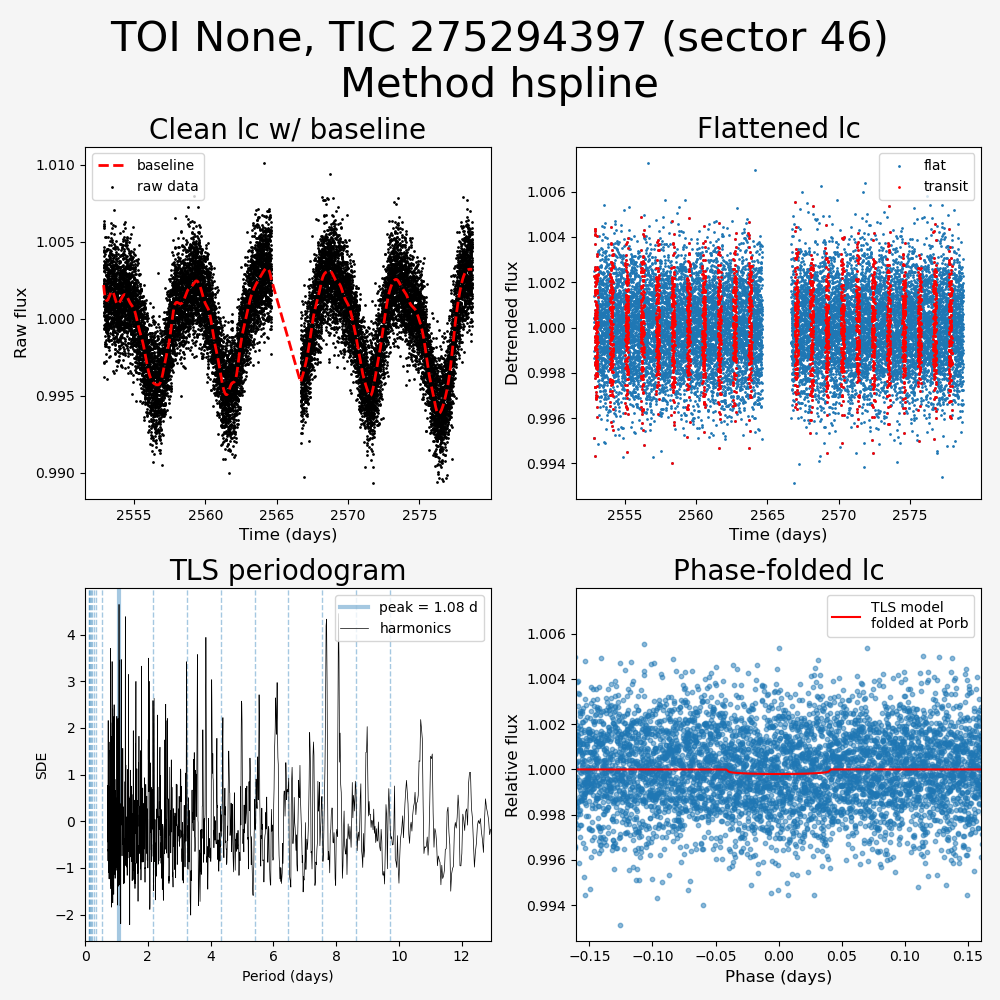 TOI None, TIC 275294397 (sector 46)
Method hspline
Clean lc w/ baseline
baseline
raw data
1.010
1.005
1.000
0.995
0.990
Raw flux
2555 2560 2565 2570 2575
Time (days)
Flattened lc
flat
transit
1.006
1.004
1.002
1.000
0.998
0.996
0.994
Detrended flux
2555 2560 2565 2570 2575
Time (days)
TLS periodogram
peak = 1.08 d
harmonics
4
3
2
1
0
−1
−2
SDE
0 2 4 6 8 10 12
Period (days)
Phase-folded lc
TLS model
folded at Porb
1.006
1.004
1.002
1.000
0.998
0.996
0.994
Relative flux
−0.15 −0.10 −0.05 0.00 0.05 0.10 0.15
Phase (days)